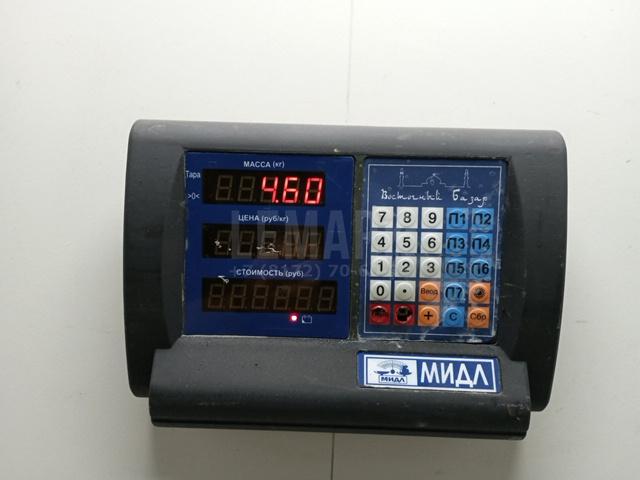 МАССА (кг)
Тара
>0<
4.60
ЦЕНА (руб/кг)
СТОИМОСТЬ (руб)
Восточный Базар
7 8 9 П1 П2
4 5 6 П3 П4
1 2 3 П5 П6
0 • Ввод П7
+ С Сбр
МИДЛ
МИДЛ